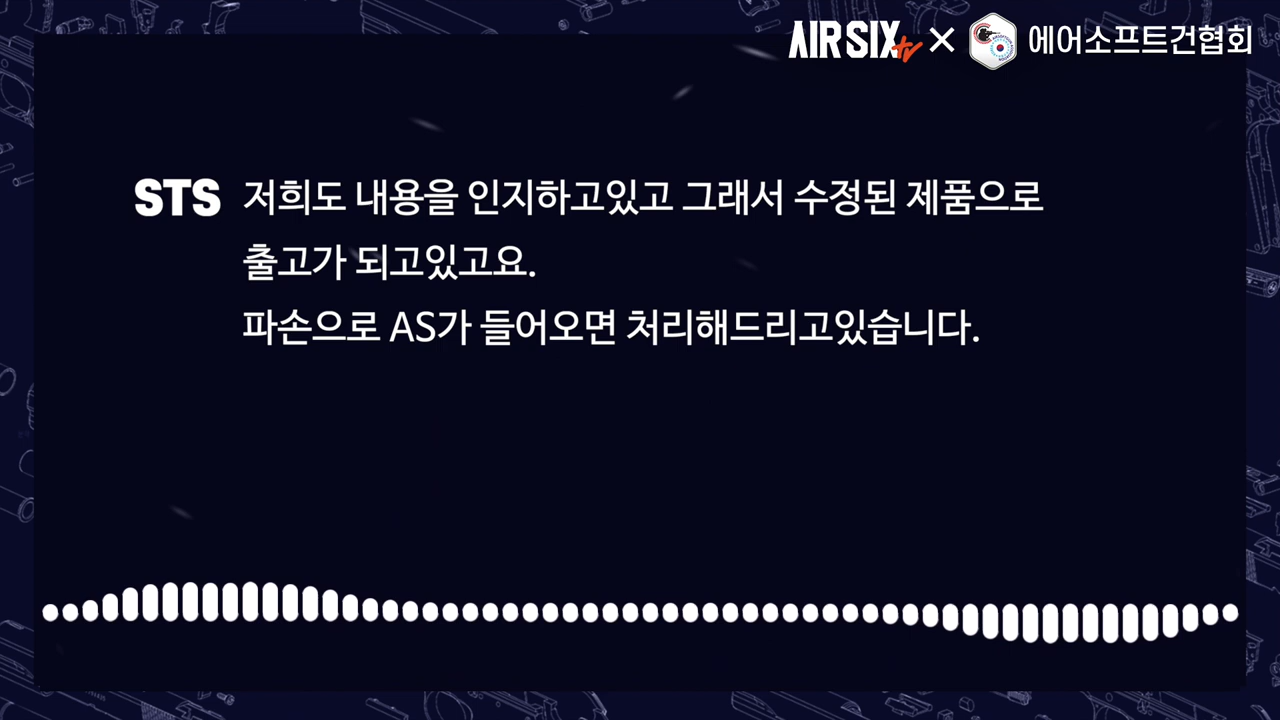 AIRSIX tv × 에어소프트건협회
STS 저희도 내용을 인지하고있고 그래서 수정된 제품으로
출고가 되고있고요.
파손으로 AS가 들어오면 처리해드리고있습니다.